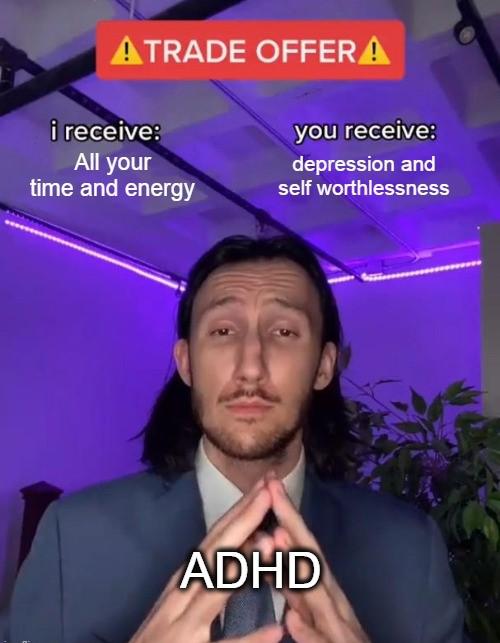 ⚠TRADE OFFER⚠
i receive:
you receive:
All your
time and energy
depression and
self worthlessness
ADHD